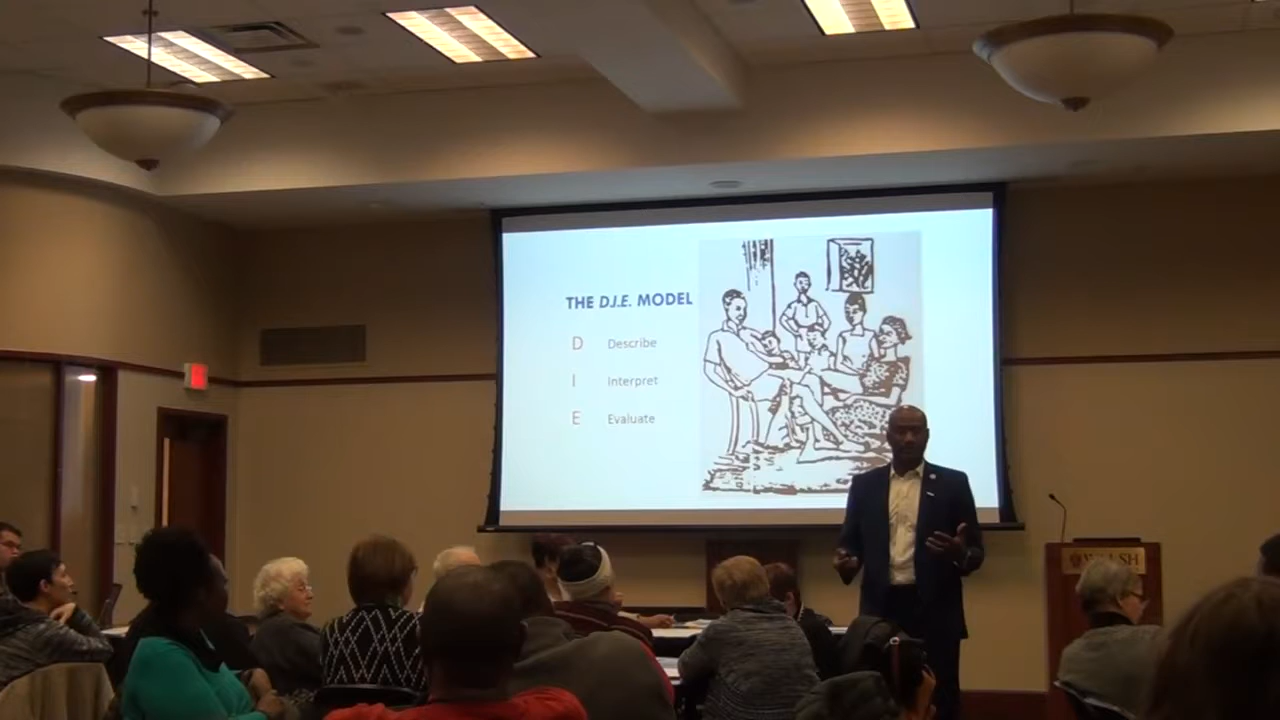 THE D.I.E. MODEL
D Describe
I Interpret
E Evaluate
WALSH